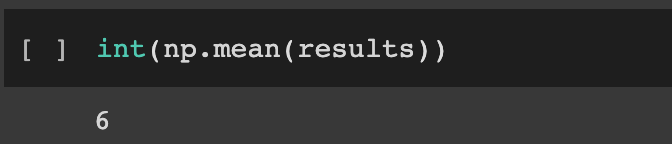 [ ] int(np.mean(results))
6